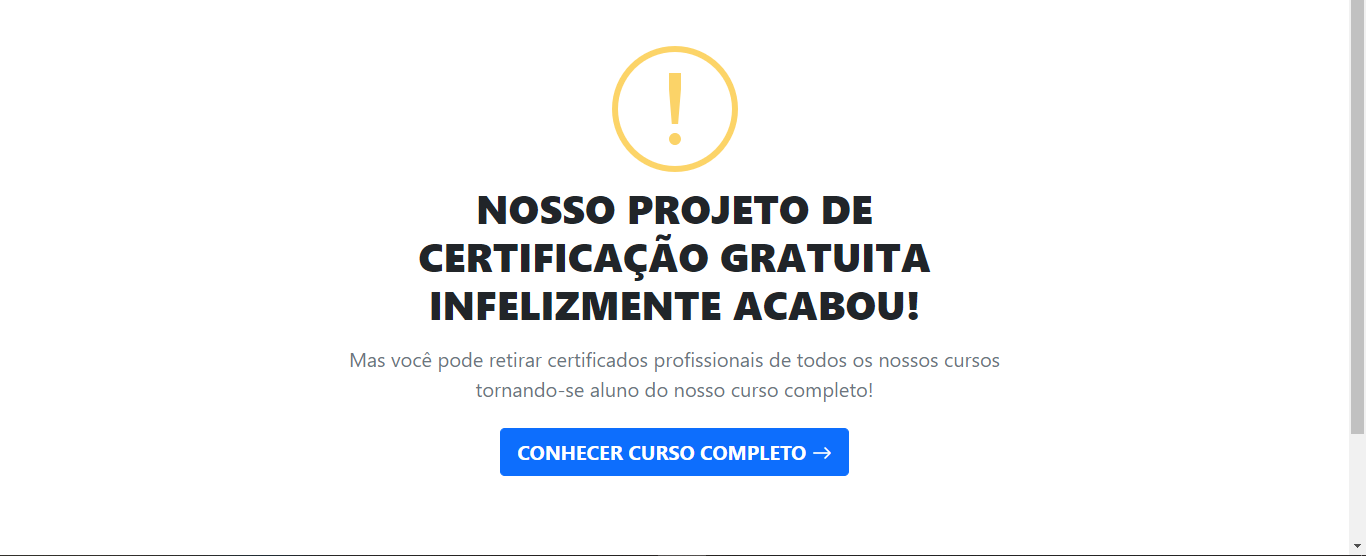 NOSSO PROJETO DE
CERTIFICAÇÃO GRATUITA
INFELIZMENTE ACABOU!
Mas você pode retirar certificados profissionais de todos os nossos cursos
tornando-se aluno do nosso curso completo!
CONHECER CURSO COMPLETO →